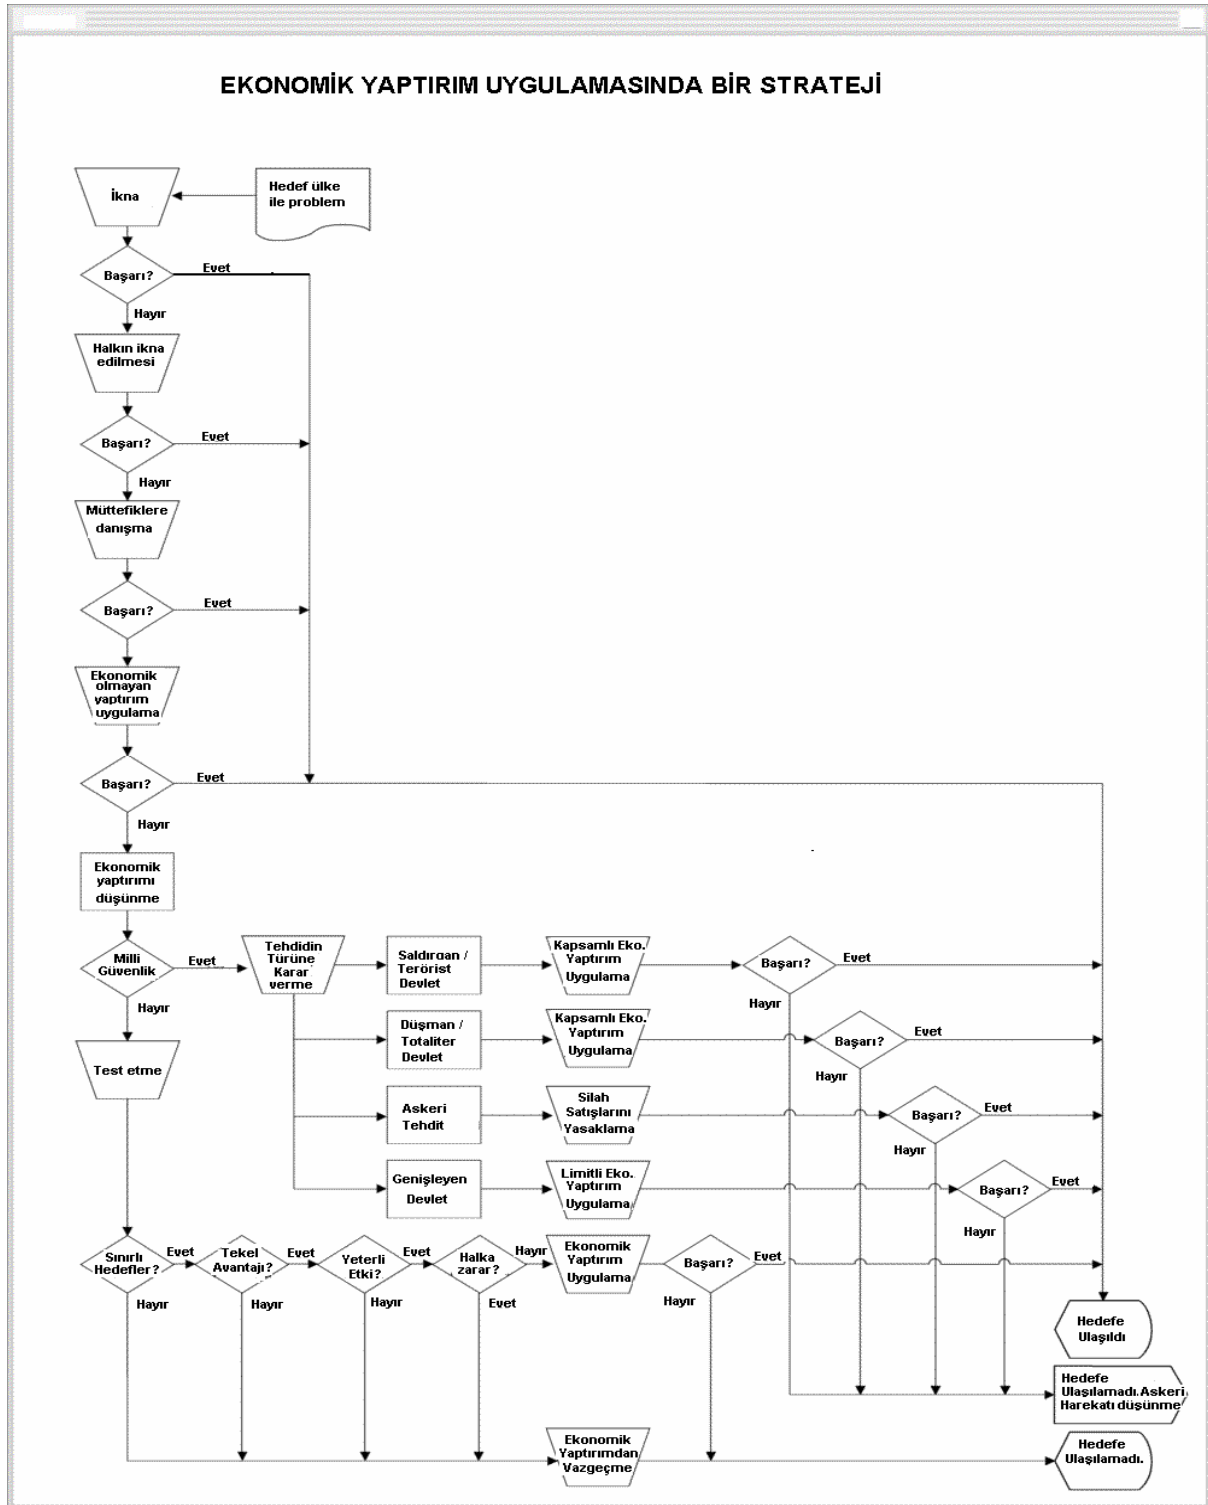 EKONOMİK YAPTIRIM UYGULAMASINDA BİR STRATEJİ
İkna
Hedef ülke
ile problem
Başarı?
Evet
Hayır
Halkın ikna
edilmesi
Başarı?
Evet
Hayır
Müttefiklere
danışma
Başarı?
Evet
Ekonomik
olmayan
yaptırım
uygulama
Başarı?
Evet
Hayır
Ekonomik
yaptırımı
düşünme
Milli
Güvenlik
Evet
Hayır
Tehdidin
Türüne
Karar
verme
Saldırgan /
Terörist
Devlet
Kapsamlı Eko.
Yaptırım
Uygulama
Başarı?
Evet
Hayır
Düşman /
Totaliter
Devlet
Kapsamlı Eko.
Yaptırım
Uygulama
Başarı?
Evet
Hayır
Test etme
Askeri
Tehdit
Silah
Satışlarını
Yasaklama
Başarı?
Evet
Hayır
Genişleyen
Devlet
Limitli Eko.
Yaptırım
Uygulama
Başarı?
Evet
Hayır
Sınırlı
Hedefler?
Evet
Hayır
Tekel
Avantajı?
Evet
Hayır
Yeterli
Etki?
Evet
Hayır
Halka
zarar?
Hayır
Evet
Ekonomik
Yaptırım
Uygulama
Başarı?
Evet
Hayır
Hedefe
Ulaşıldı
Hedefe
Ulaşılamadı. Askeri
Harekatı düşünme
Ekonomik
Yaptırımdan
Vazgeçme
Hedefe
Ulaşılamadı.